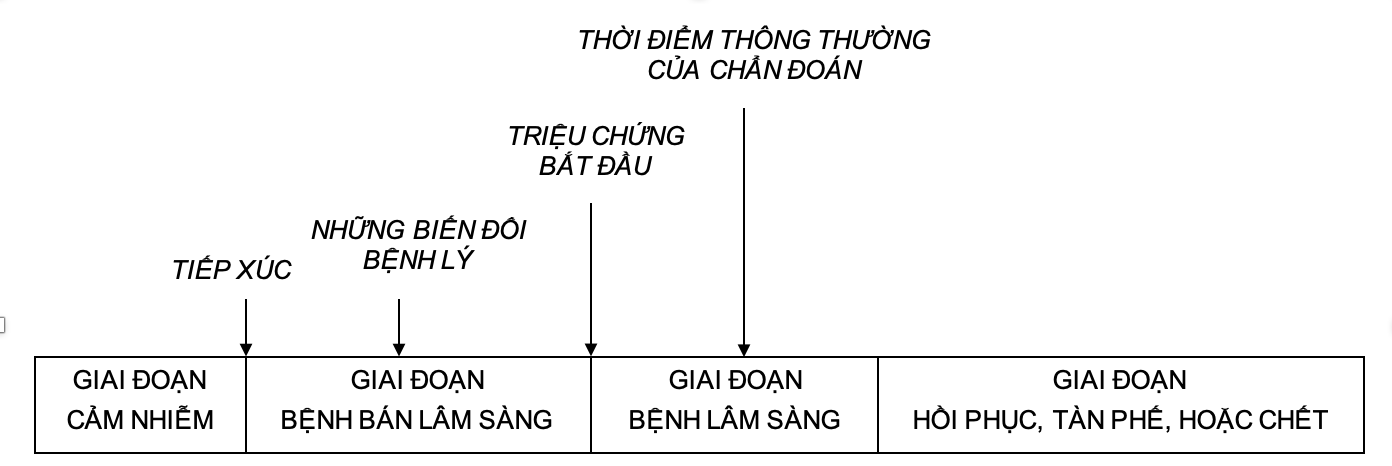 THỜI ĐIỂM THÔNG THƯỜNG
CỦA CHẨN ĐOÁN
TRIỆU CHỨNG
BẮT ĐẦU
NHỮNG BIẾN ĐỔI
BỆNH LÝ
TIẾP XÚC
GIAI ĐOẠN
CẢM NHIỄM
GIAI ĐOẠN
BỆNH BÁN LÂM SÀNG
GIAI ĐOẠN
BỆNH LÂM SÀNG
GIAI ĐOẠN
HỒI PHỤC, TÀN PHẾ, HOẶC CHẾT